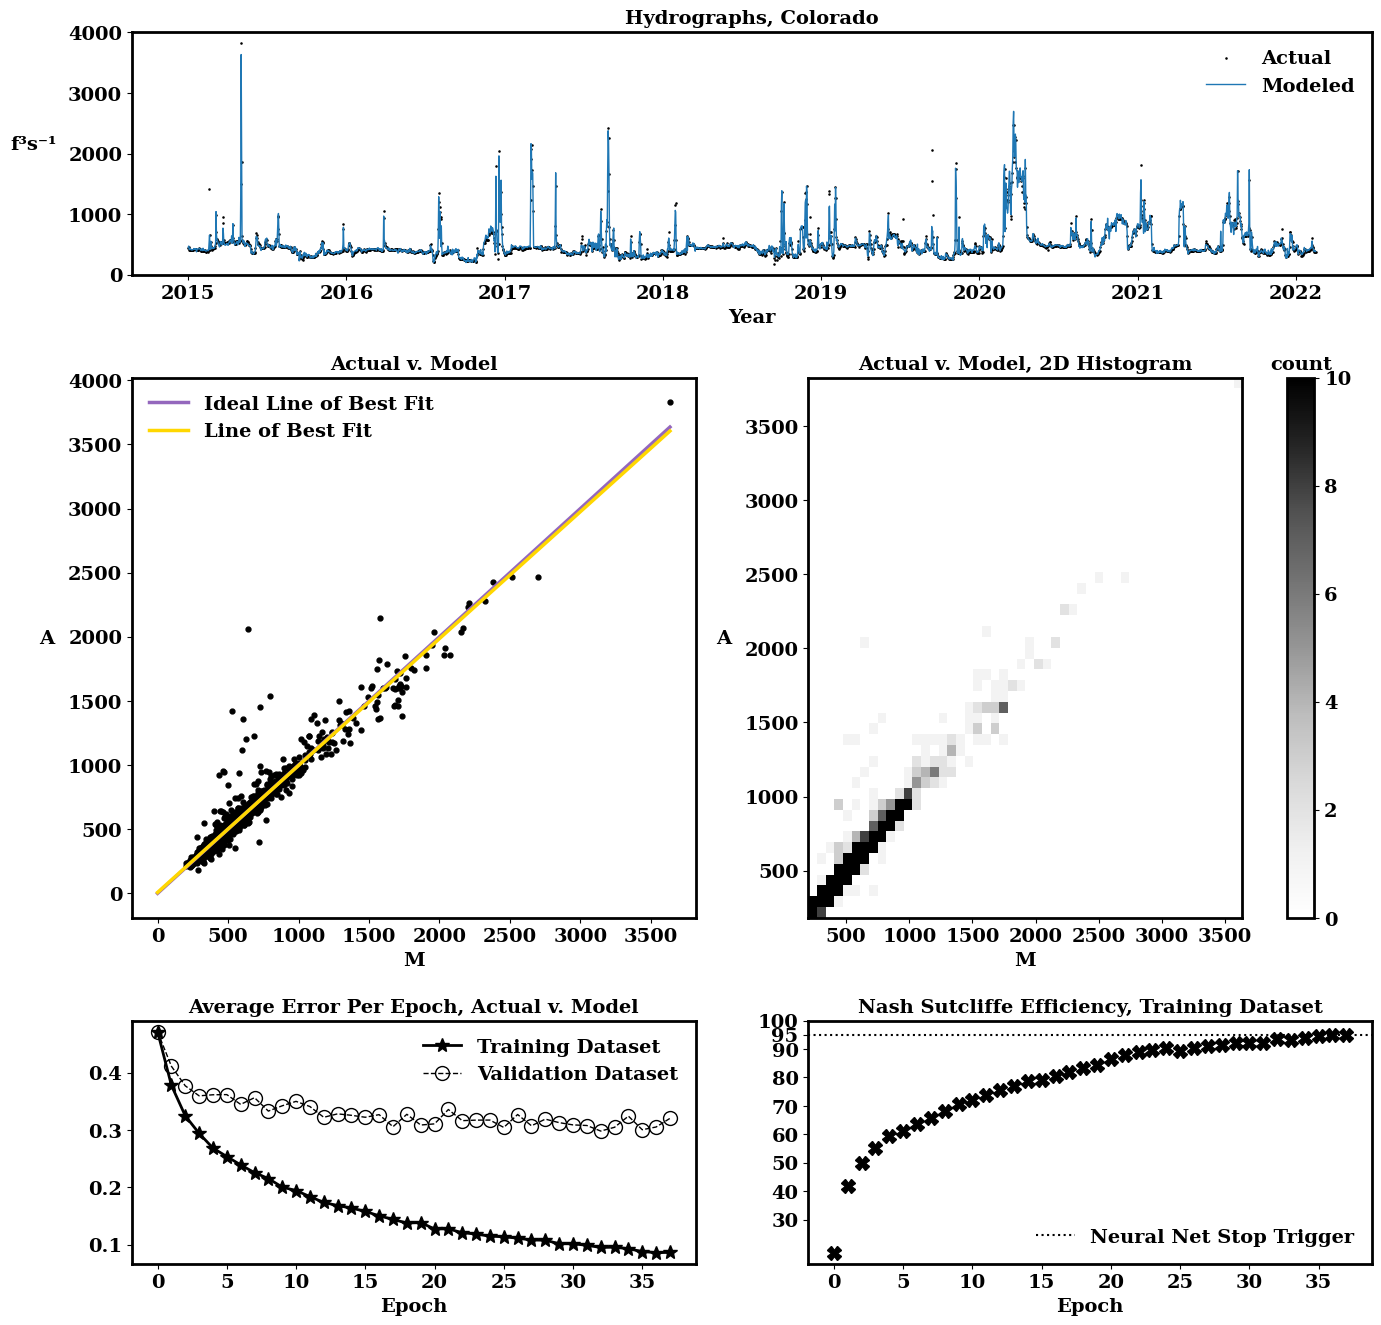 Hydrographs, Colorado
4000
3000
2000
1000
0
f³s⁻¹
Actual
Modeled
2015 2016 2017 2018 2019 2020 2021 2022
Year
Actual v. Model
4000
3500
3000
2500
2000
1500
1000
500
0
A
Ideal Line of Best Fit
Line of Best Fit
0 500 1000 1500 2000 2500 3000 3500
M
Actual v. Model, 2D Histogram
3500
3000
2500
2000
1500
1000
500
A
500 1000 1500 2000 2500 3000 3500
M
count
10
8
6
4
2
0
Average Error Per Epoch, Actual v. Model
0.4
0.3
0.2
0.1
Training Dataset
Validation Dataset
0 5 10 15 20 25 30 35
Epoch
Nash Sutcliffe Efficiency, Training Dataset
100
95
90
80
70
60
50
40
30
Neural Net Stop Trigger
0 5 10 15 20 25 30 35
Epoch